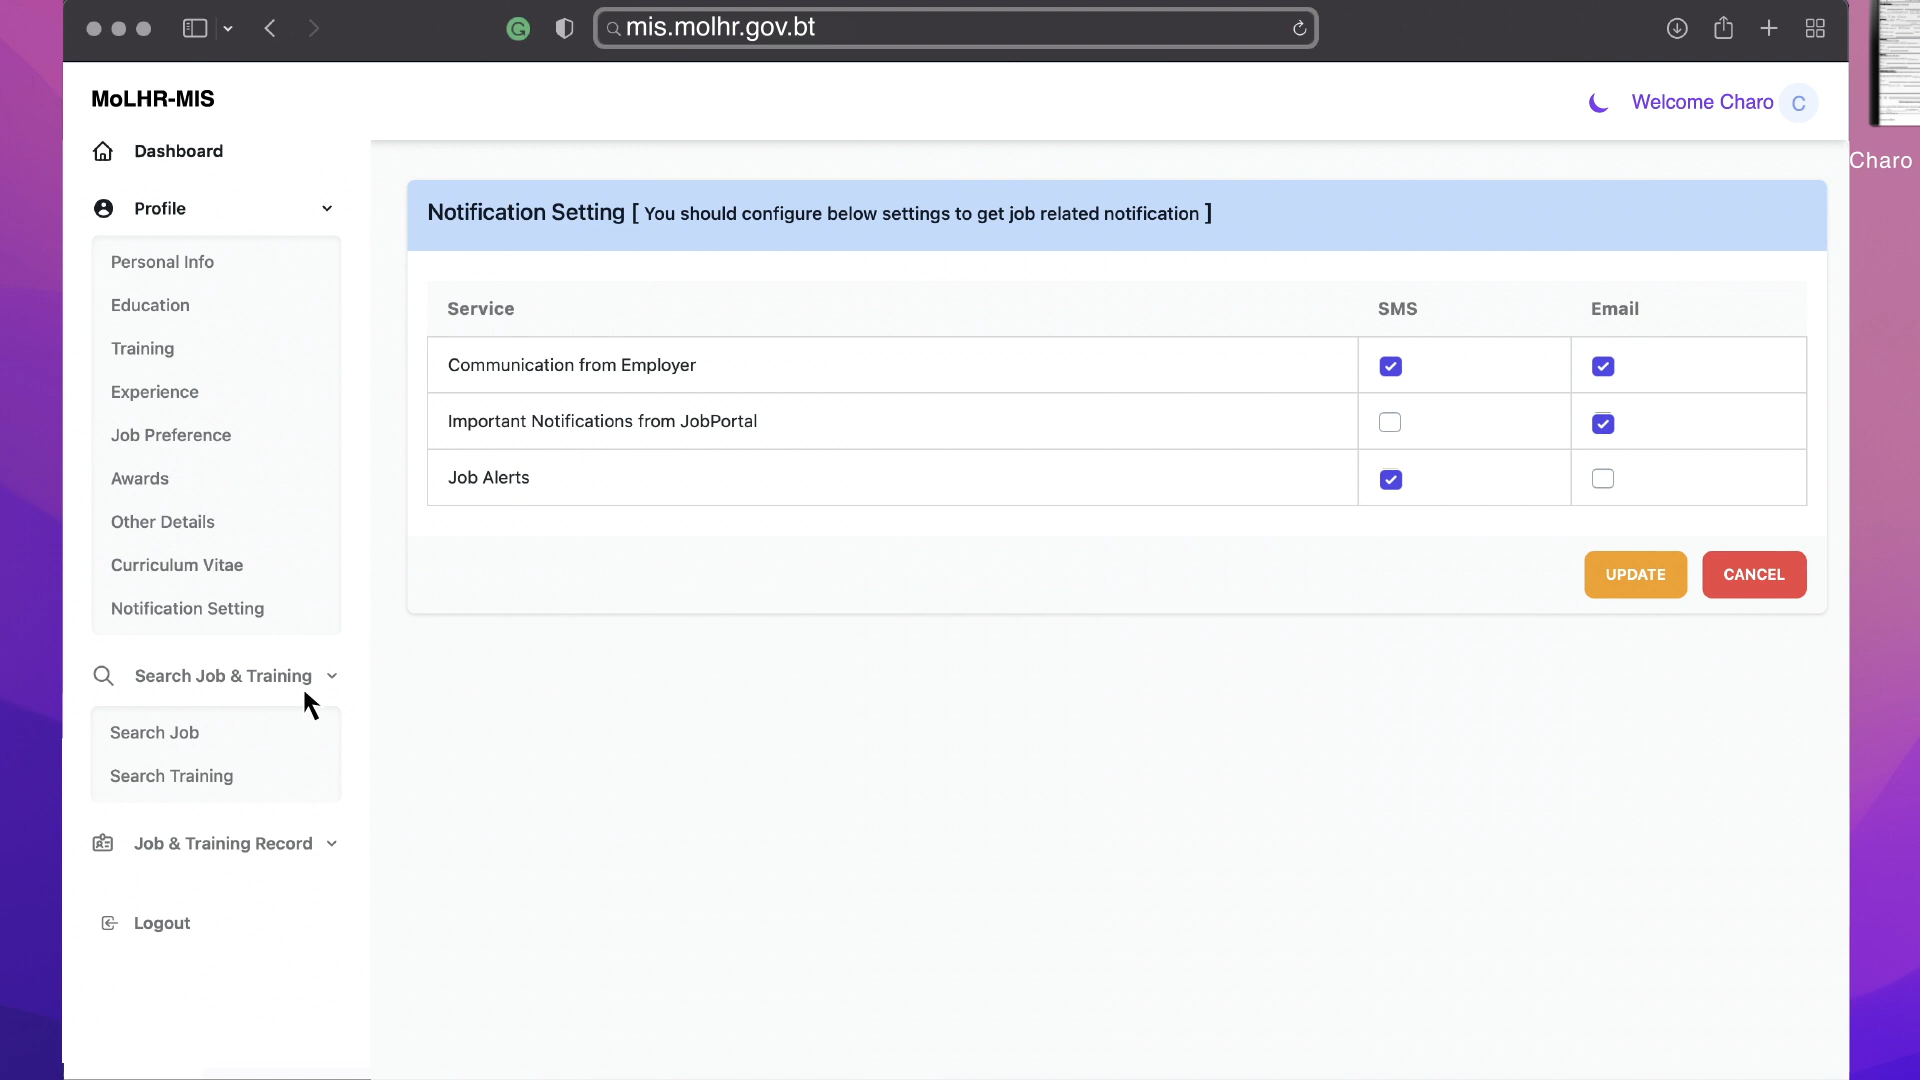 mis.molhr.gov.bt
MoLHR-MIS
Welcome Charo C
Charo
Dashboard
Profile
Personal Info
Education
Training
Experience
Job Preference
Awards
Other Details
Curriculum Vitae
Notification Setting
Search Job & Training
Search Job
Search Training
Job & Training Record
Logout
Notification Setting [ You should configure below settings to get job related notification ]
Service SMS Email
Communication from Employer
Important Notifications from JobPortal
Job Alerts
UPDATE CANCEL